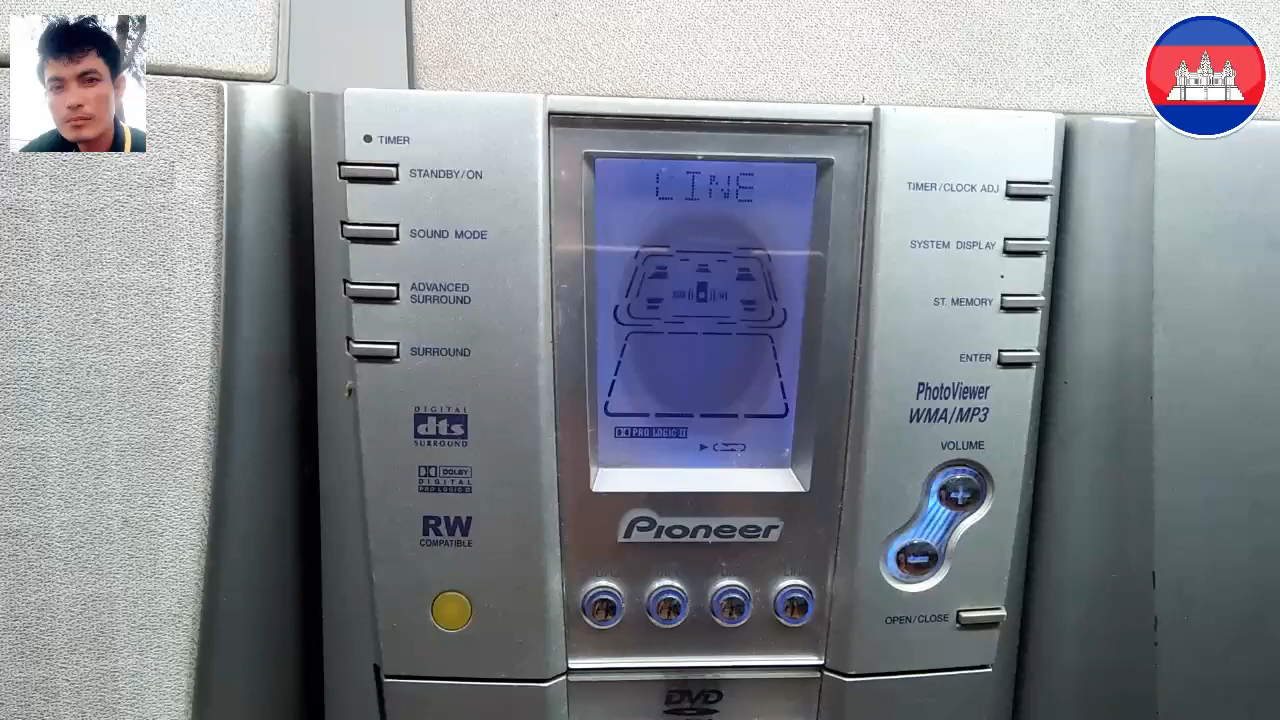 TIMER
STANDBY/ON
SOUND MODE
ADVANCED
SURROUND
SURROUND
DIGITAL
dts
SURROUND
DOLBY
DIGITAL
PRO LOGIC II
RW
COMPATIBLE
LINE
PRO LOGIC II
Pioneer
DVD
TIMER/CLOCK ADJ
SYSTEM DISPLAY
ST. MEMORY
ENTER
PhotoViewer
WMA/MP3
VOLUME
+
−
OPEN/CLOSE